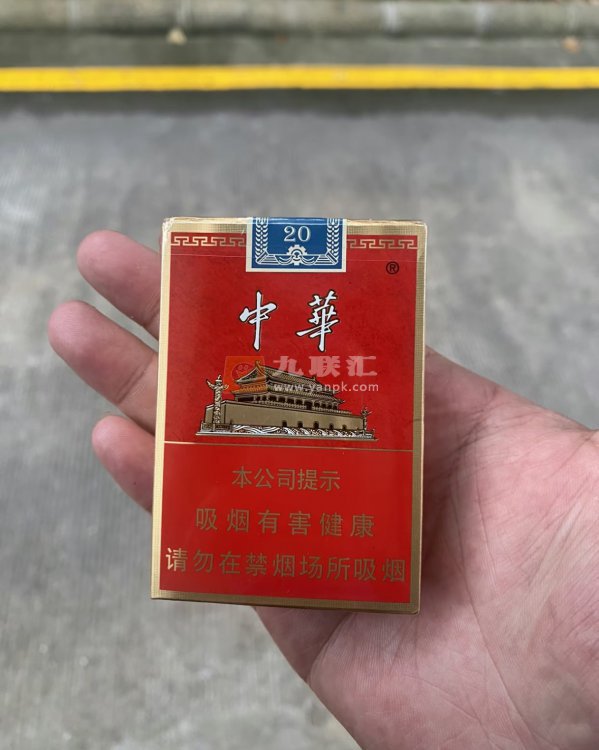 20
®
中華
九联汇
www.yanpk.com
本公司提示
吸烟有害健康
请勿在禁烟场所吸烟